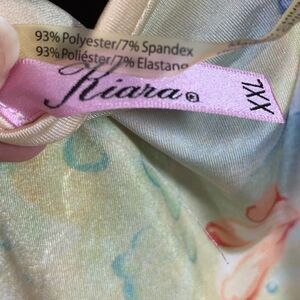 93% Polyester/7% Spandex
93% Poliéster/7% Elastano
Kiara®
XXL